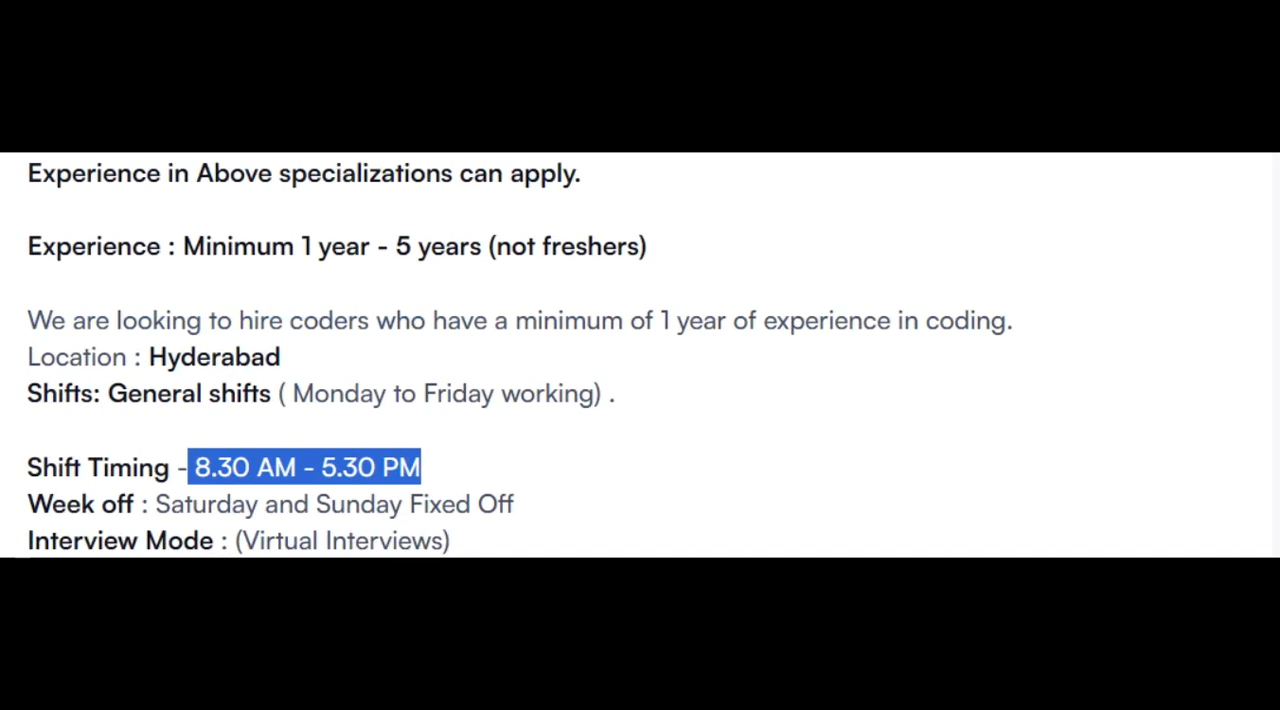 Experience in Above specializations can apply.
Experience : Minimum 1 year - 5 years (not freshers)
We are looking to hire coders who have a minimum of 1 year of experience in coding.
Location : Hyderabad
Shifts: General shifts ( Monday to Friday working) .
Shift Timing - 8.30 AM - 5.30 PM
Week off : Saturday and Sunday Fixed Off
Interview Mode : (Virtual Interviews)